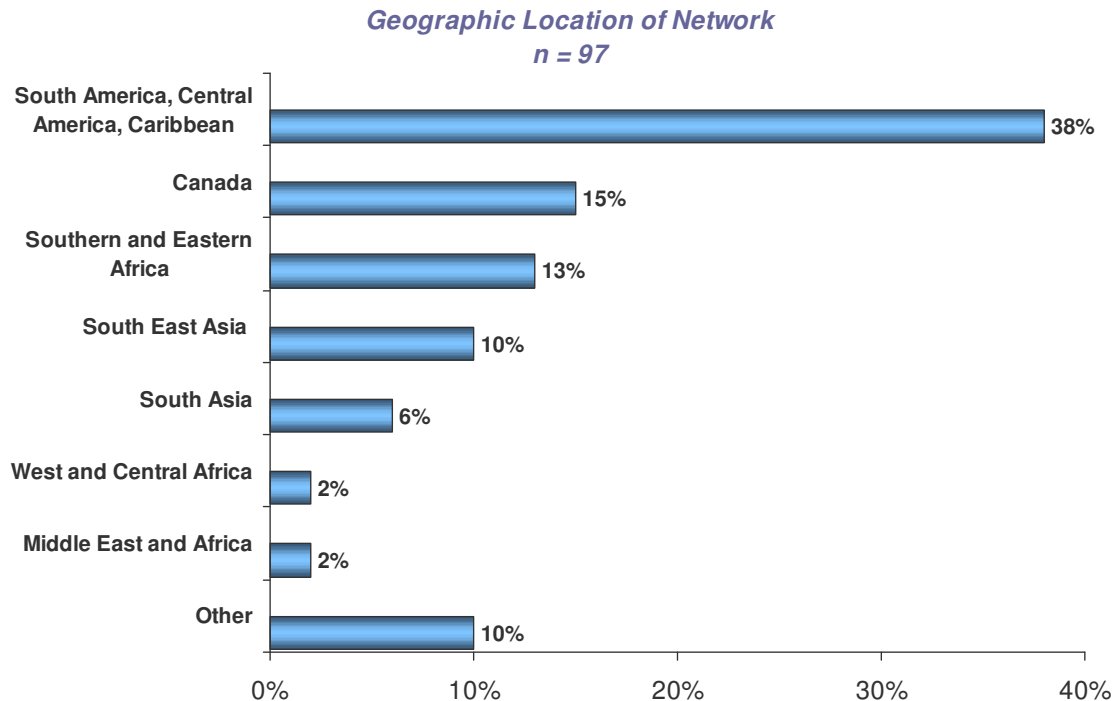 Geographic Location of Network
n = 97
South America, Central
America, Caribbean
38%
Canada
15%
Southern and Eastern
Africa
13%
South East Asia
10%
South Asia
6%
West and Central Africa
2%
Middle East and Africa
2%
Other
10%
0% 10% 20% 30% 40%